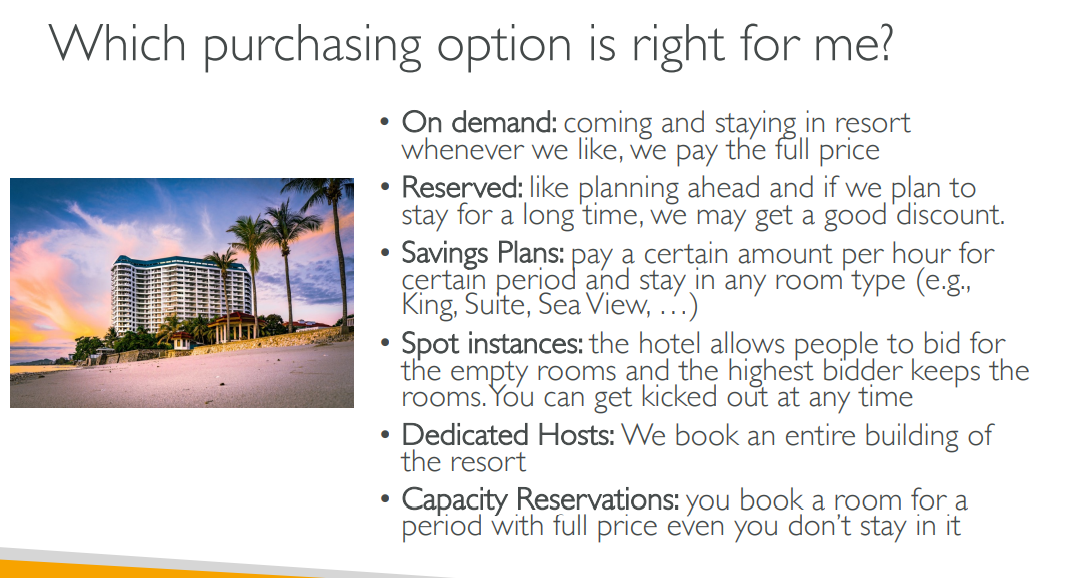 Which purchasing option is right for me?
• On demand: coming and staying in resort
whenever we like, we pay the full price
• Reserved: like planning ahead and if we plan to
stay for a long time, we may get a good discount.
• Savings Plans: pay a certain amount per hour for
certain period and stay in any room type (e.g.,
King, Suite, Sea View, …)
• Spot instances: the hotel allows people to bid for
the empty rooms and the highest bidder keeps the
rooms. You can get kicked out at any time
• Dedicated Hosts: We book an entire building of
the resort
• Capacity Reservations: you book a room for a
period with full price even you don’t stay in it